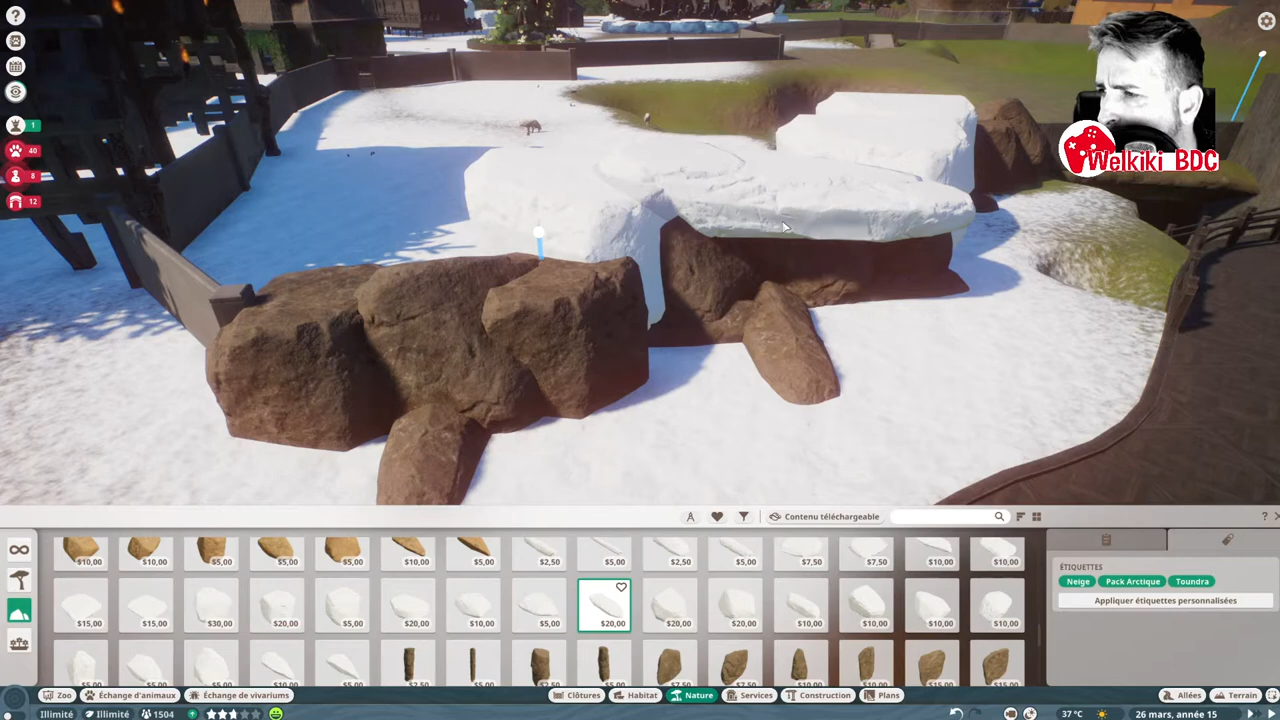 ?
1
40
8
12
Welkiki BDC
Contenu téléchargeable
?
$10,00 $10,00 $5,00 $5,00 $5,00 $10,00 $5,00 $2,50 $5,00 $2,50 $5,00 $7,50 $7,50 $10,00 $10,00
$15,00 $15,00 $30,00 $20,00 $20,00 $10,00 $5,00 $20,00 $20,00 $20,00 $10,00 $10,00 $10,00 $10,00
ÉTIQUETTES
Neige Pack Arctique Toundra
Appliquer étiquettes personnalisées
Zoo Échange d'animaux Échange de vivariums Clôtures Habitat Nature Services Construction Plans Allées Terrain
Illimité Illimité 1504 37 °C 26 mars, année 15